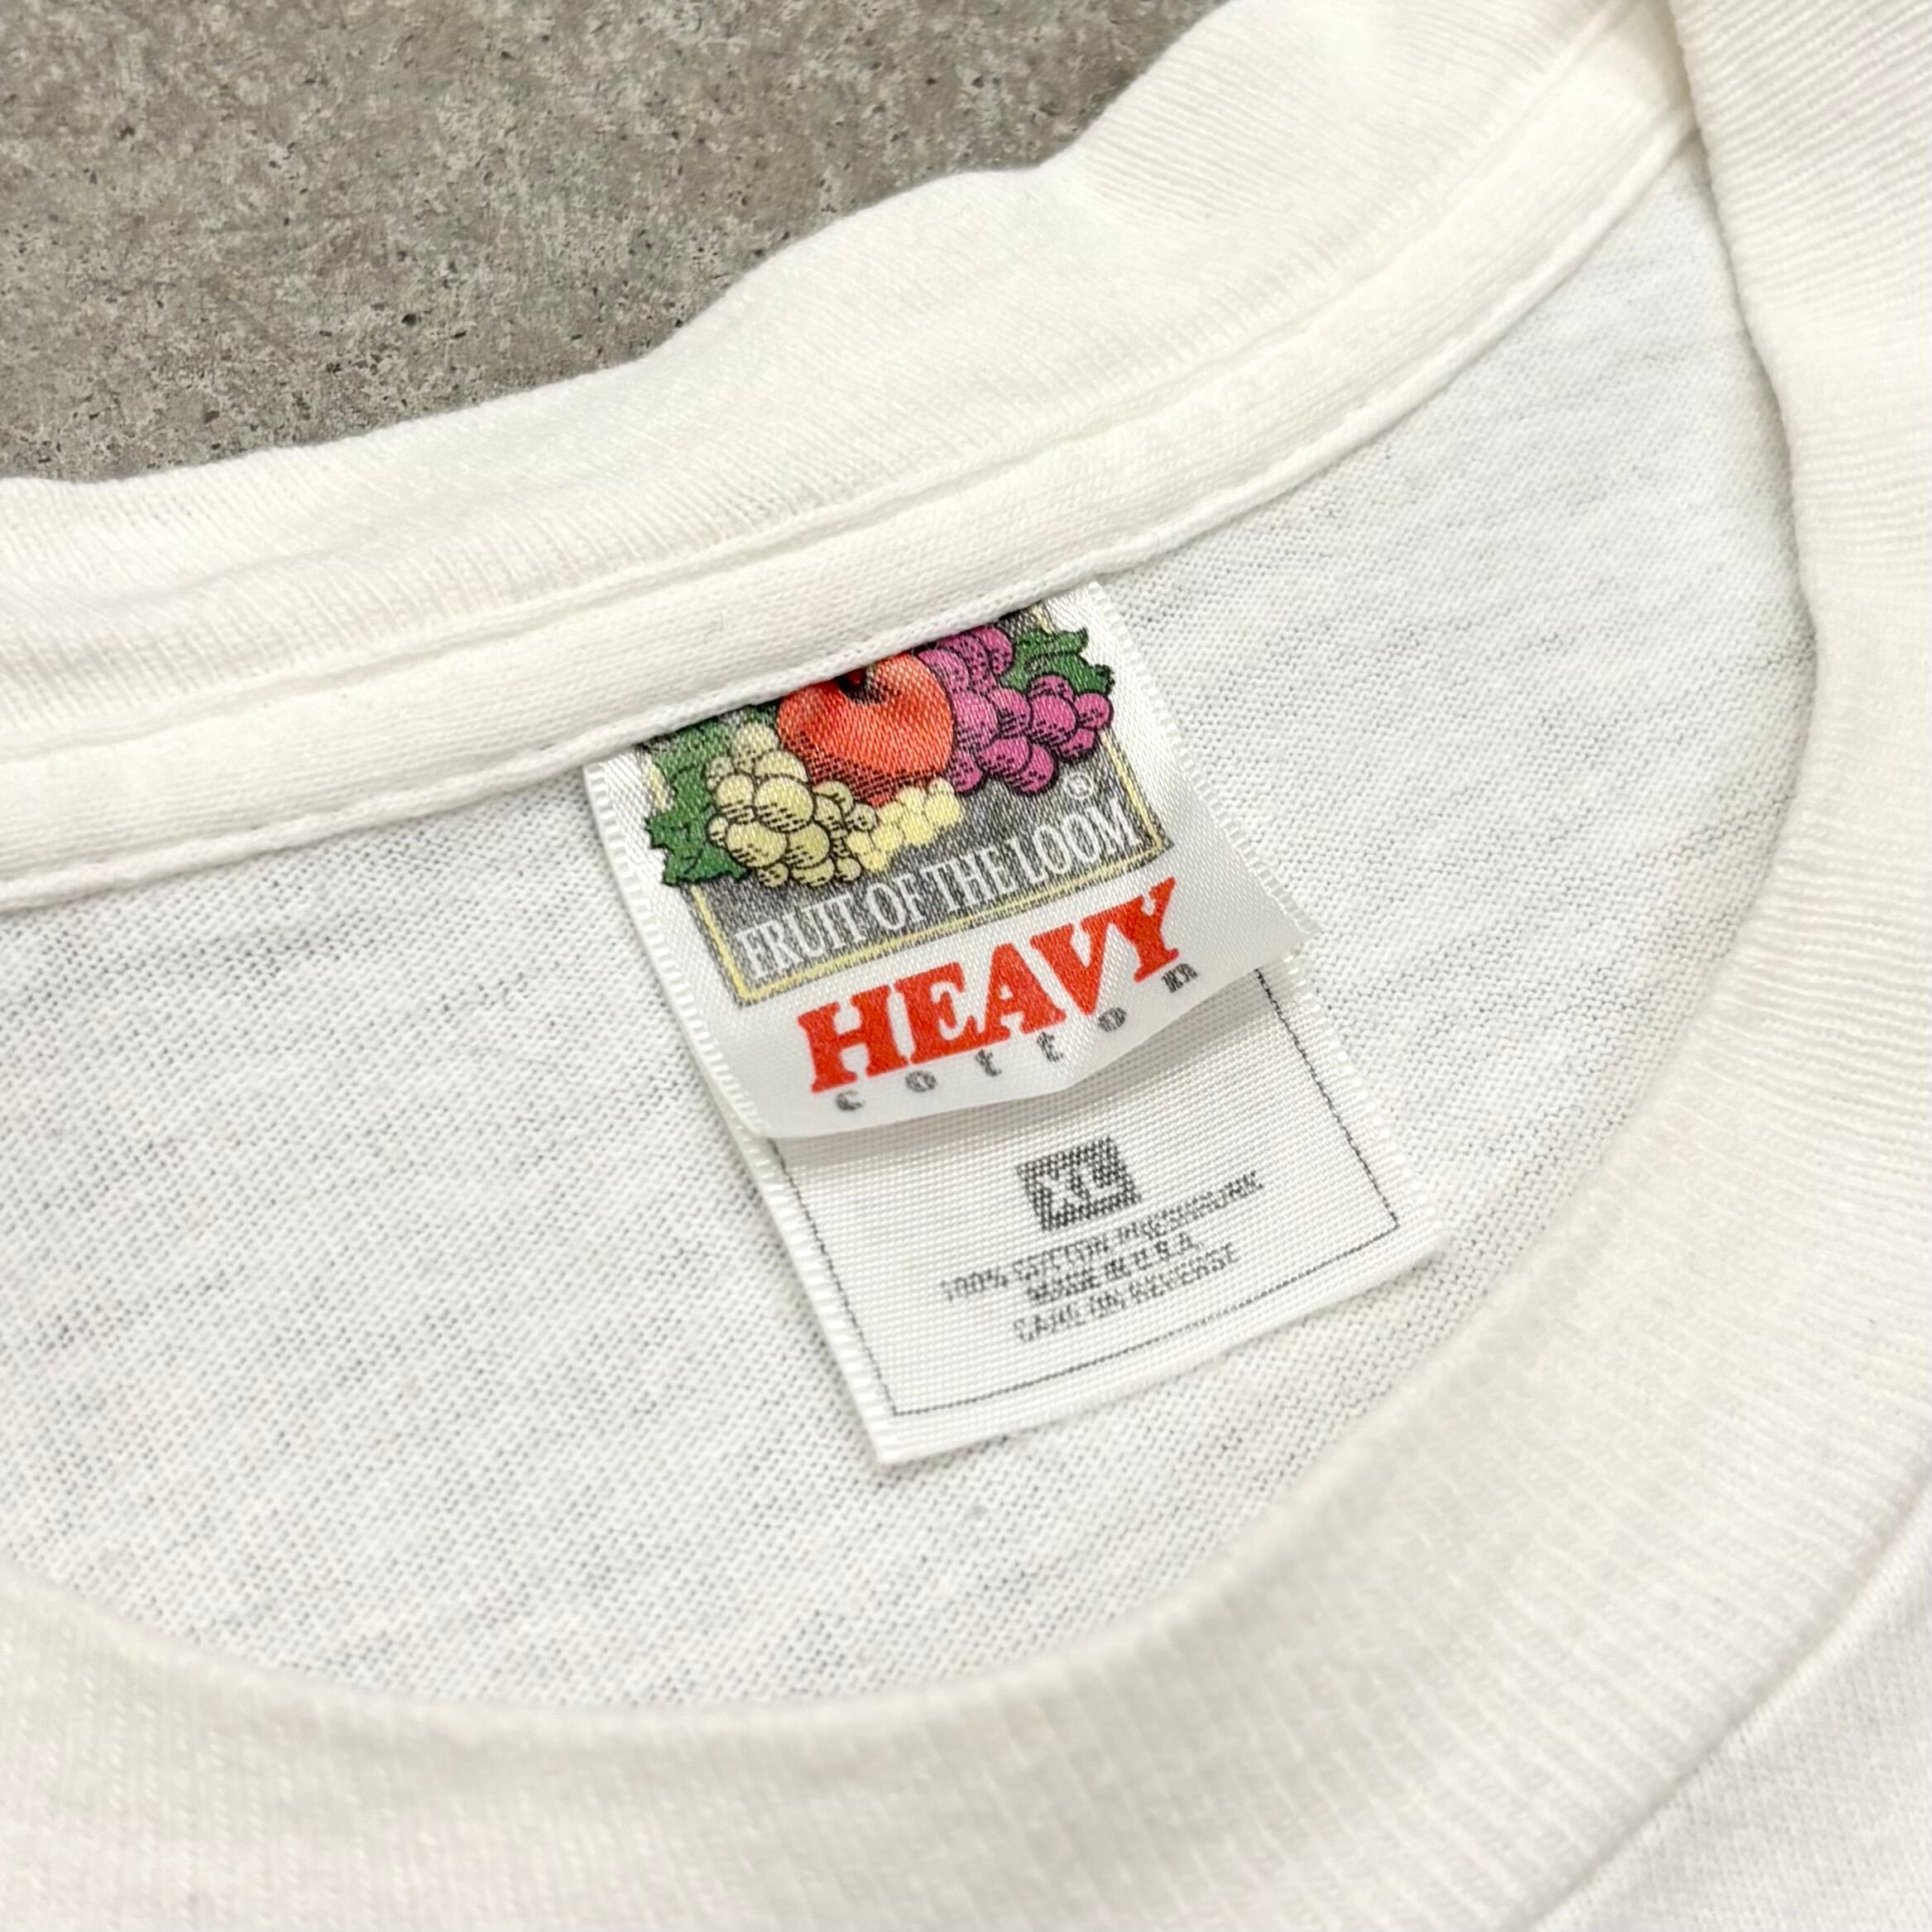 ®
FRUIT OF THE LOOM
HEAVY
cotton
XL
100% COTTON PRESHRUNK
MADE IN U.S.A.
CARE ON REVERSE